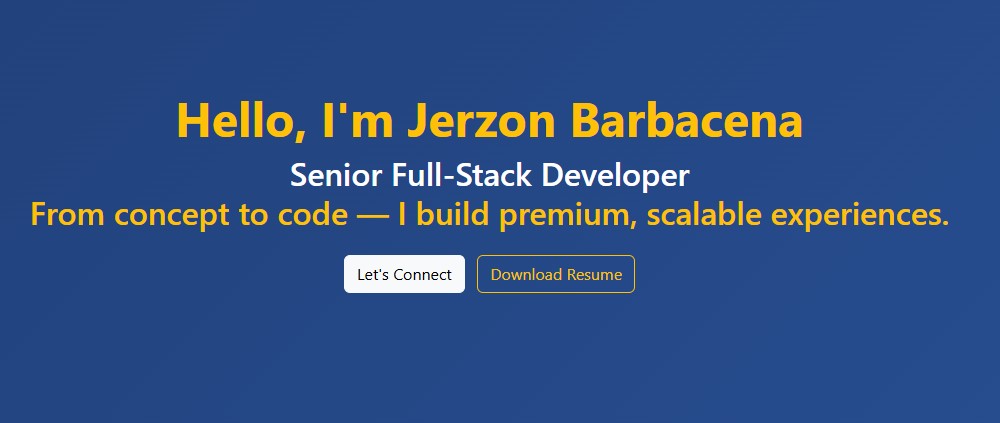 Hello, I'm Jerzon Barbacena
Senior Full-Stack Developer
From concept to code — I build premium, scalable experiences.
Let's Connect
Download Resume